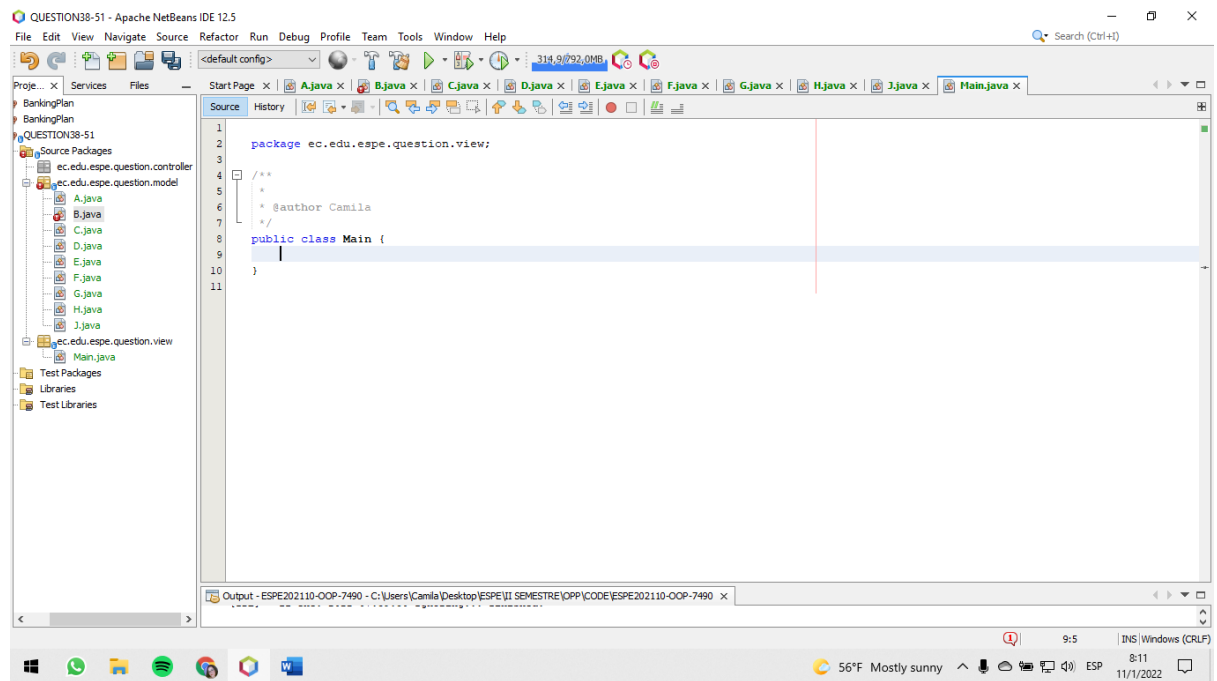 QUESTION38-51 - Apache NetBeans IDE 12.5
File Edit View Navigate Source Refactor Run Debug Profile Team Tools Window Help
Search (Ctrl+I)
<default config>
314,9/792,0MB
Proje... Services Files
Start Page A.java B.java C.java D.java E.java F.java G.java H.java J.java Main.java
Source History
BankingPlan
BankingPlan
QUESTION38-51
Source Packages
ec.edu.espe.question.controller
ec.edu.espe.question.model
A.java
B.java
C.java
D.java
E.java
F.java
G.java
H.java
J.java
ec.edu.espe.question.view
Main.java
Test Packages
Libraries
Test Libraries
1
2 package ec.edu.espe.question.view;
3
4 /**
5 *
6 * @author Camila
7 */
8 public class Main {
9
10 }
11
Output - ESPE202110-OOP-7490 - C:\Users\Camila\Desktop\ESPE\II SEMESTRE\OPP\CODE\ESPE202110-OOP-7490
1 9:5 INS Windows (CRLF)
56°F Mostly sunny ESP 8:11
11/1/2022